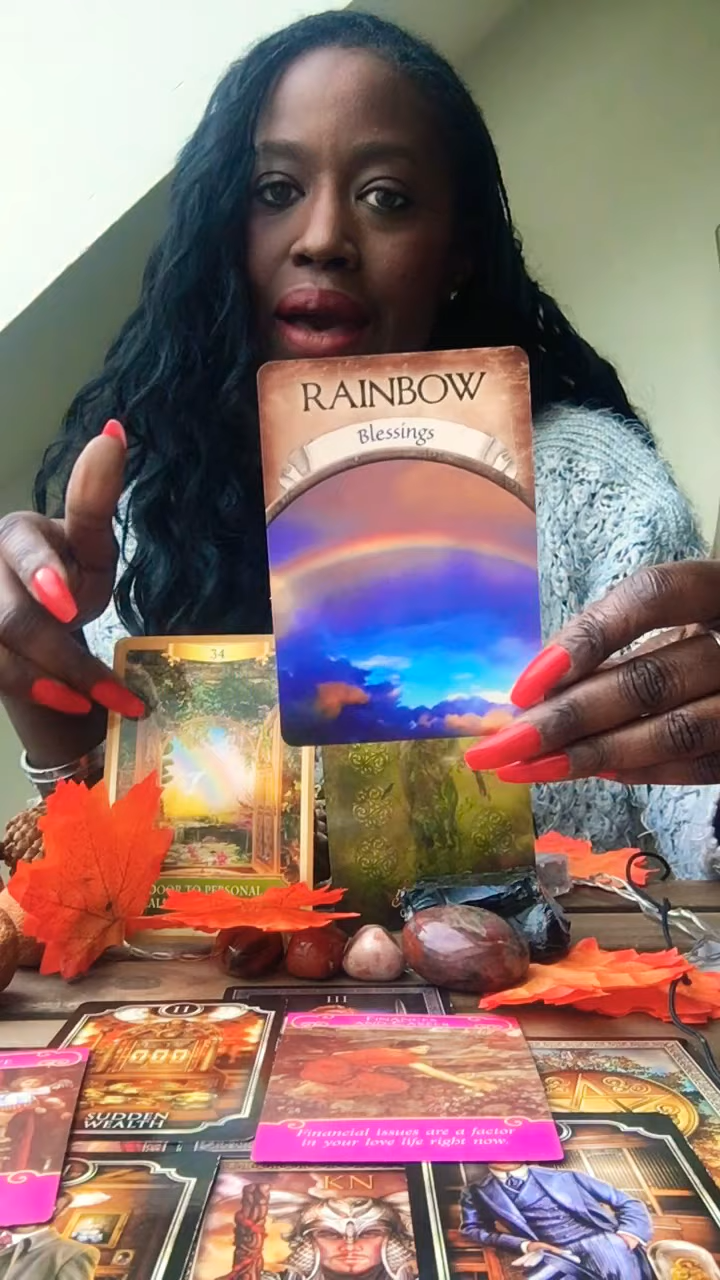 RAINBOW
Blessings
34
DOOR TO PERSONAL
II
III
SUDDEN
WEALTH
Financial issues are a factor
in your love life right now.
KN